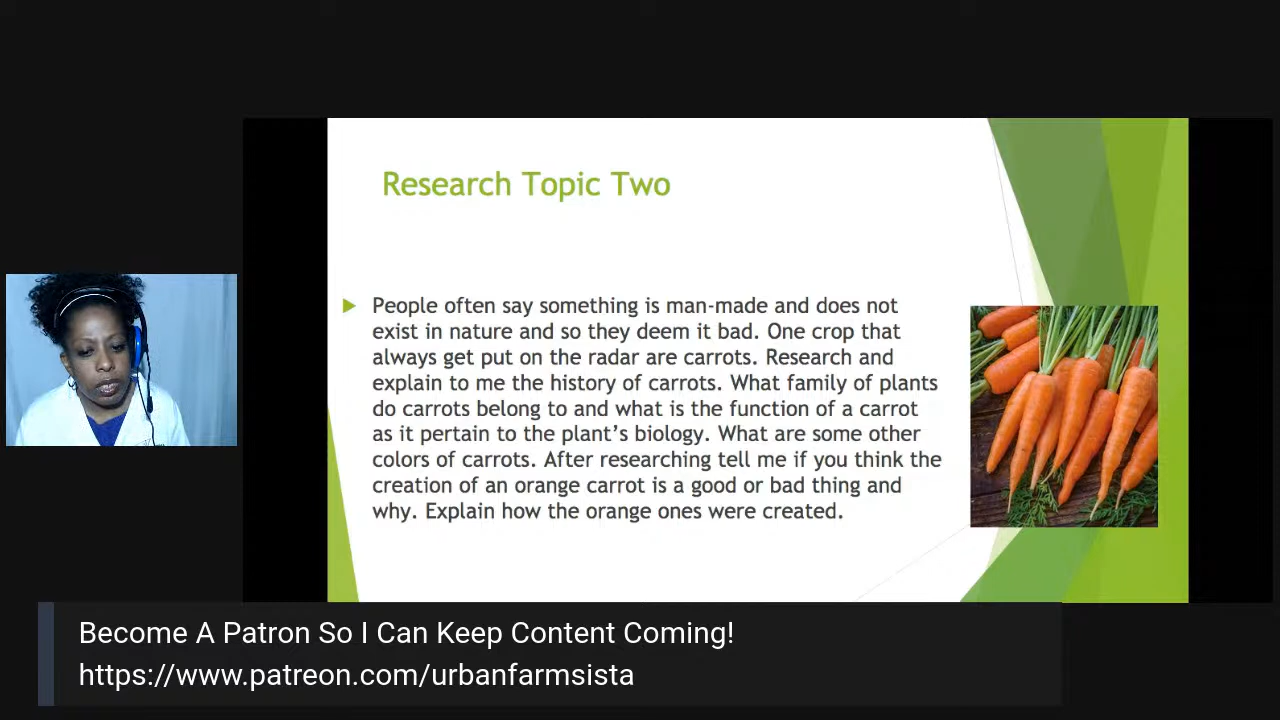 Research Topic Two
People often say something is man-made and does not
exist in nature and so they deem it bad. One crop that
always get put on the radar are carrots. Research and
explain to me the history of carrots. What family of plants
do carrots belong to and what is the function of a carrot
as it pertain to the plant's biology. What are some other
colors of carrots. After researching tell me if you think the
creation of an orange carrot is a good or bad thing and
why. Explain how the orange ones were created.
Become A Patron So I Can Keep Content Coming!
https://www.patreon.com/urbanfarmsista